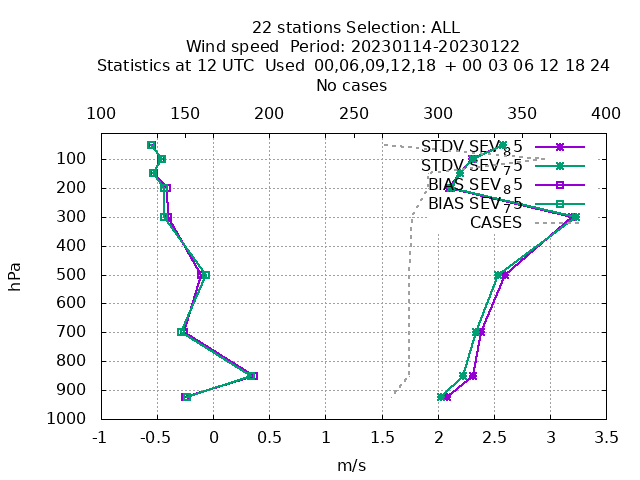 22 stations Selection: ALL
Wind speed  Period: 20230114-20230122
Statistics at 12 UTC  Used  00,06,09,12,18  + 00 03 06 12 18 24
No cases
100 150 200 250 300 350 400
STDV SEV_8 5
STDV SEV_7 5
BIAS SEV_8 5
BIAS SEV_7 5
CASES
hPa
100
200
300
400
500
600
700
800
900
1000
-1 -0.5 0 0.5 1 1.5 2 2.5 3 3.5
m/s